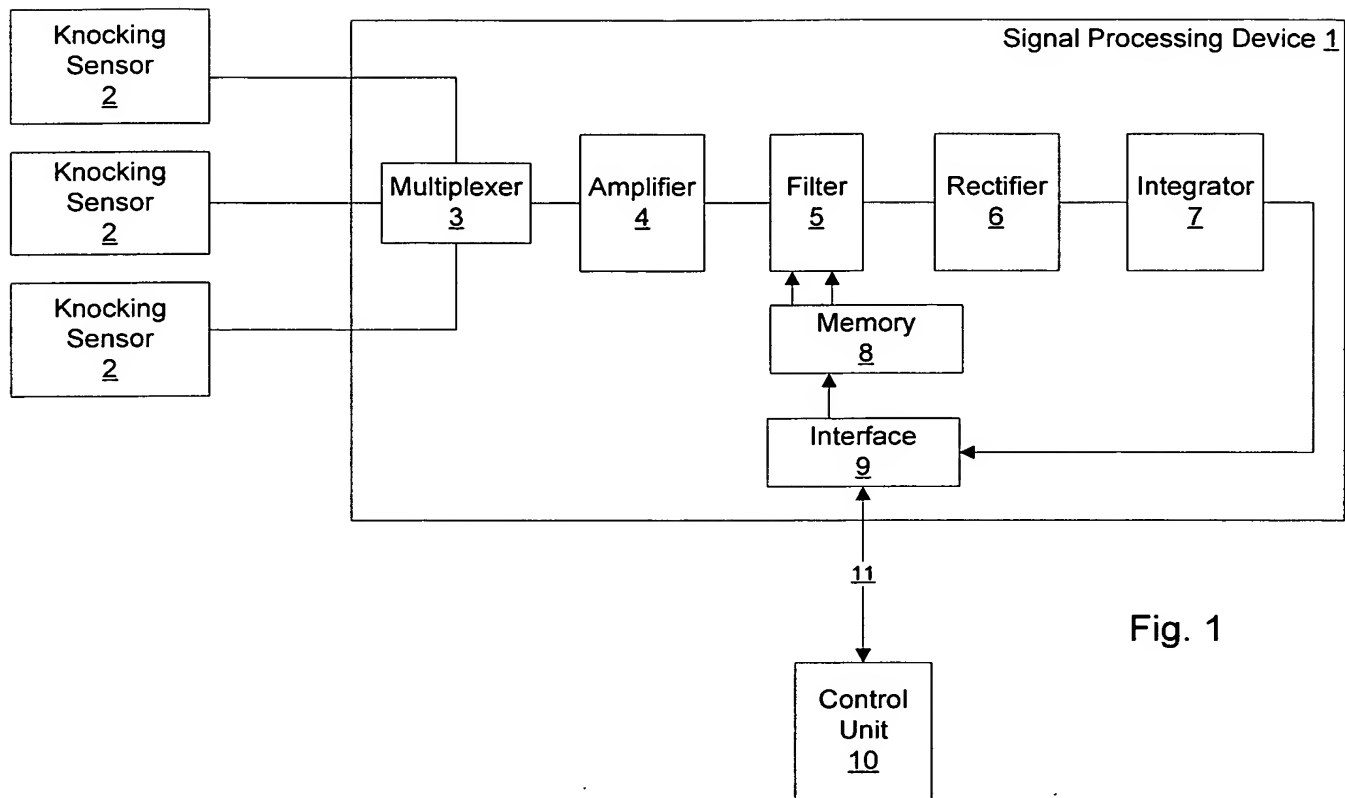 Knocking
Sensor
2
Signal Processing Device 1
Knocking
Sensor
2
Knocking
Sensor
2
Multiplexer
3
Amplifier
4
Filter
5
Rectifier
6
Integrator
7
Memory
8
Interface
9
11
Fig. 1
Control
Unit
10